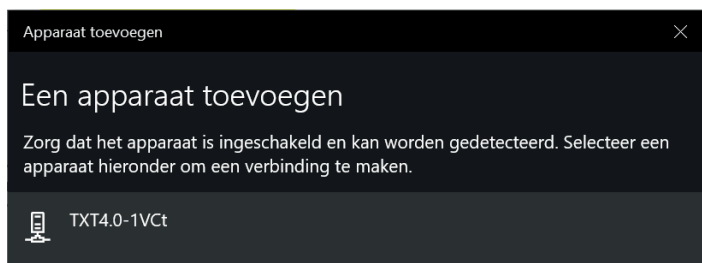 Apparaat toevoegen
Een apparaat toevoegen
Zorg dat het apparaat is ingeschakeld en kan worden gedetecteerd. Selecteer een
apparaat hieronder om een verbinding te maken.
TXT4.0-1VCt